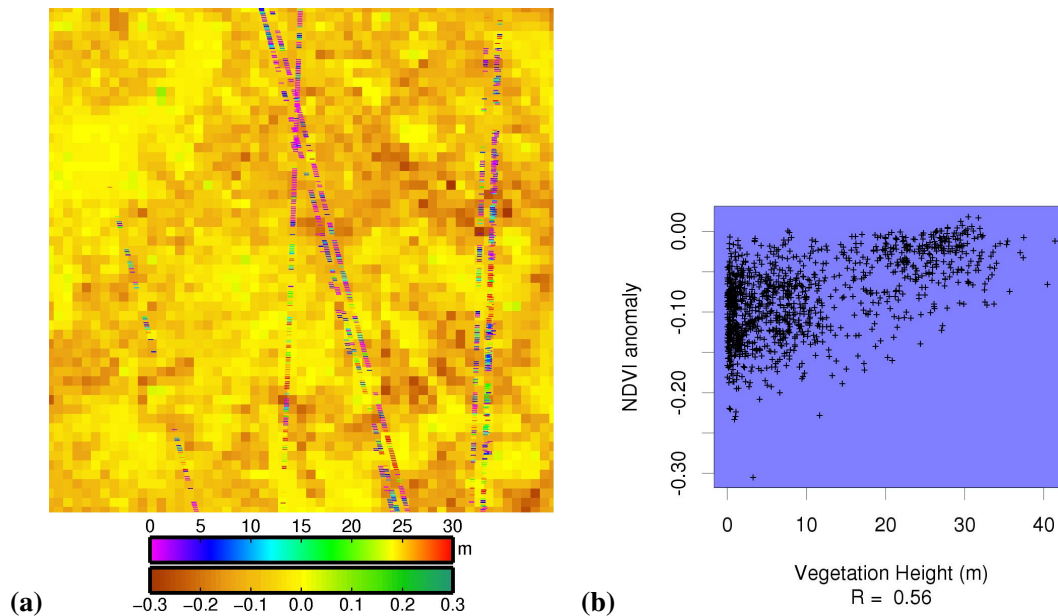 0 5 10 15 20 25 30
m
−0.3 −0.2 −0.1 0.0 0.1 0.2 0.3
(a)
0.00
-0.10
-0.20
-0.30
NDVI anomaly
0 10 20 30 40
Vegetation Height (m)
R = 0.56
(b)